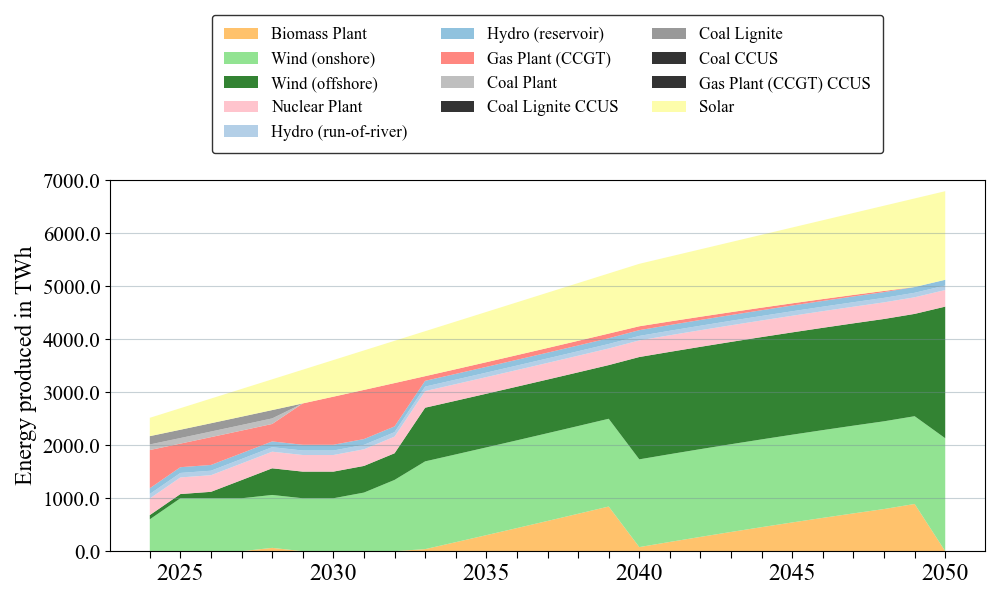 Biomass Plant
Wind (onshore)
Wind (offshore)
Nuclear Plant
Hydro (run-of-river)
Hydro (reservoir)
Gas Plant (CCGT)
Coal Plant
Coal Lignite CCUS
Coal Lignite
Coal CCUS
Gas Plant (CCGT) CCUS
Solar
Energy produced in TWh
7000.0
6000.0
5000.0
4000.0
3000.0
2000.0
1000.0
0.0
2025
2030
2035
2040
2045
2050